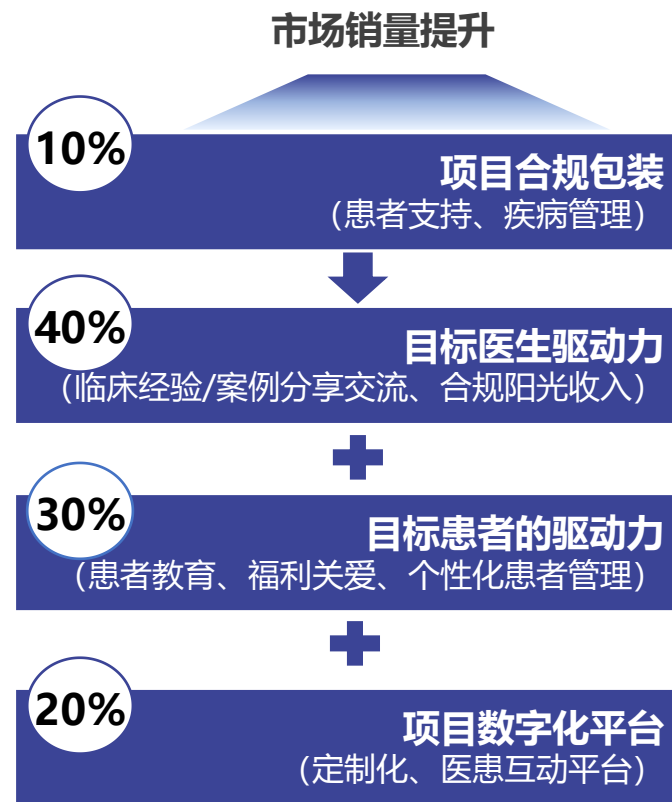 市场销量提升
10%
项目合规包装
（患者支持、疾病管理）
40%
目标医生驱动力
（临床经验/案例分享交流、合规阳光收入）
30%
目标患者的驱动力
（患者教育、福利关爱、个性化患者管理）
20%
项目数字化平台
（定制化、医患互动平台）